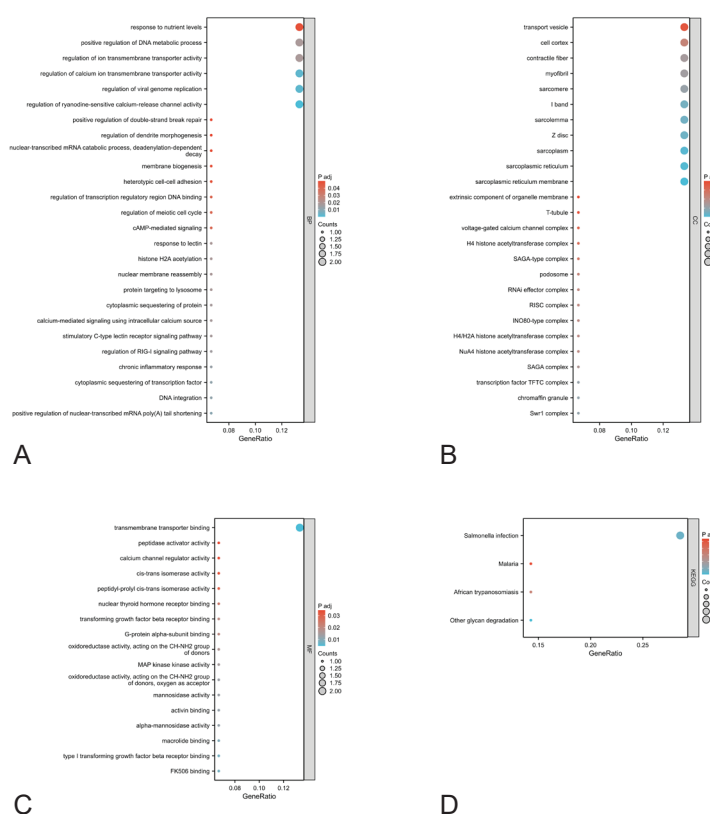 response to nutrient levels
positive regulation of DNA metabolic process
regulation of ion transmembrane transporter activity
regulation of calcium ion transmembrane transporter activity
regulation of viral genome replication
regulation of ryanodine-sensitive calcium-release channel activity
positive regulation of double-strand break repair
regulation of dendrite morphogenesis
nuclear-transcribed mRNA catabolic process, deadenylation-dependent
decay
membrane biogenesis
heterotypic cell-cell adhesion
regulation of transcription regulatory region DNA binding
regulation of meiotic cell cycle
cAMP-mediated signaling
response to lectin
histone H2A acetylation
nuclear membrane reassembly
protein targeting to lysosome
cytoplasmic sequestering of protein
calcium-mediated signaling using intracellular calcium source
stimulatory C-type lectin receptor signaling pathway
regulation of RIG-I signaling pathway
chronic inflammatory response
cytoplasmic sequestering of transcription factor
DNA integration
positive regulation of nuclear-transcribed mRNA poly(A) tail shortening
0.08 0.10 0.12
GeneRatio
BP
P adj
0.04
0.03
0.02
0.01
Counts
1.00
1.25
1.50
1.75
2.00
A
transport vesicle
cell cortex
contractile fiber
myofibril
sarcomere
I band
sarcolemma
Z disc
sarcoplasm
sarcoplasmic reticulum
sarcoplasmic reticulum membrane
extrinsic component of organelle membrane
T-tubule
voltage-gated calcium channel complex
H4 histone acetyltransferase complex
SAGA-type complex
podosome
RNAi effector complex
RISC complex
INO80-type complex
H4/H2A histone acetyltransferase complex
NuA4 histone acetyltransferase complex
SAGA complex
transcription factor TFTC complex
chromaffin granule
Swr1 complex
0.08 0.10 0.12
GeneRatio
CC
P a
Co
B
transmembrane transporter binding
peptidase activator activity
calcium channel regulator activity
cis-trans isomerase activity
peptidyl-prolyl cis-trans isomerase activity
nuclear thyroid hormone receptor binding
transforming growth factor beta receptor binding
G-protein alpha-subunit binding
oxidoreductase activity, acting on the CH-NH2 group
of donors
MAP kinase kinase activity
oxidoreductase activity, acting on the CH-NH2 group
of donors, oxygen as acceptor
mannosidase activity
activin binding
alpha-mannosidase activity
macrolide binding
type I transforming growth factor beta receptor binding
FK506 binding
0.08 0.10 0.12
GeneRatio
MF
P adj
0.03
0.02
0.01
Counts
1.00
1.25
1.50
1.75
2.00
C
Salmonella infection
Malaria
African trypanosomiasis
Other glycan degradation
0.15 0.20 0.25
GeneRatio
KEGG
P a
Co
D